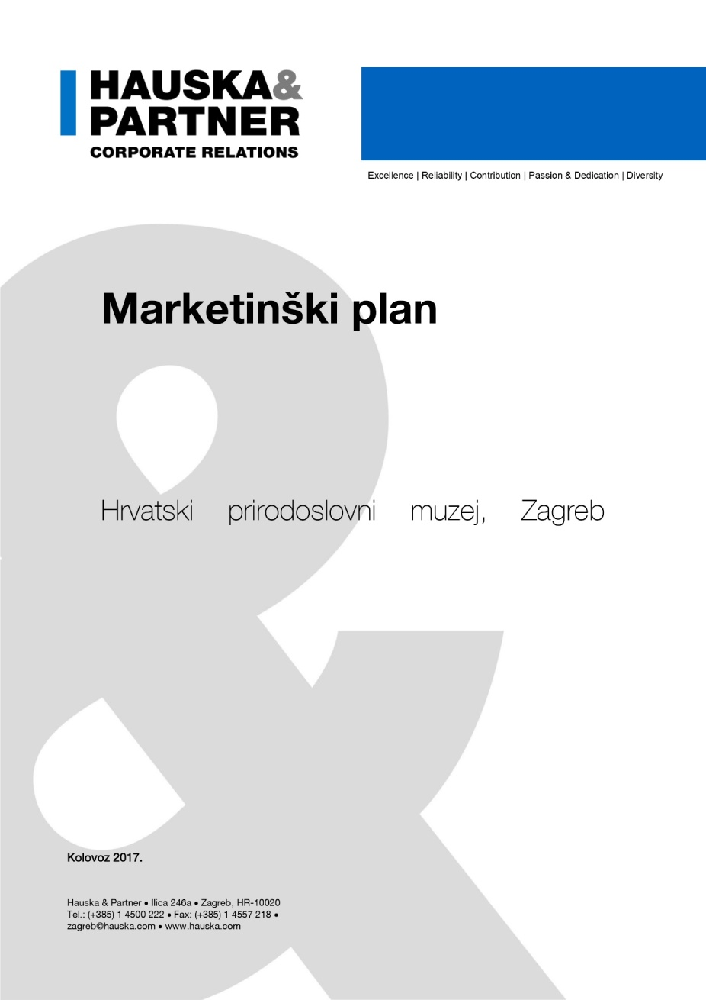 HAUSKA&
PARTNER
CORPORATE RELATIONS
Excellence | Reliability | Contribution | Passion & Dedication | Diversity
Marketinški plan
Hrvatski prirodoslovni muzej, Zagreb
Kolovoz 2017.
Hauska & Partner • Ilica 246a • Zagreb, HR-10020
Tel.: (+385) 1 4500 222 • Fax: (+385) 1 4557 218 •
zagreb@hauska.com • www.hauska.com